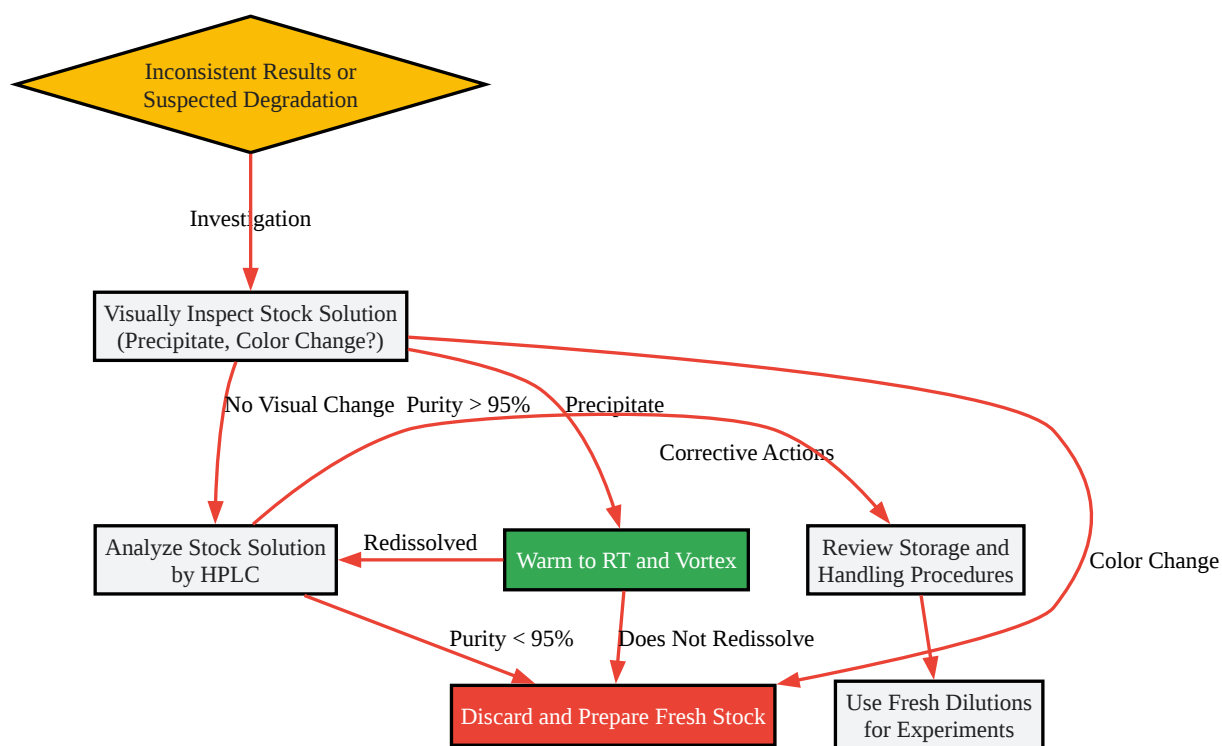 Inconsistent Results or
Suspected Degradation
Investigation
Visually Inspect Stock Solution
(Precipitate, Color Change?)
No Visual Change
Purity > 95%
Precipitate
Corrective Actions
Analyze Stock Solution
by HPLC
Redissolved
Warm to RT and Vortex
Review Storage and
Handling Procedures
Color Change
Purity < 95%
Does Not Redissolve
Discard and Prepare Fresh Stock
Use Fresh Dilutions
for Experiments